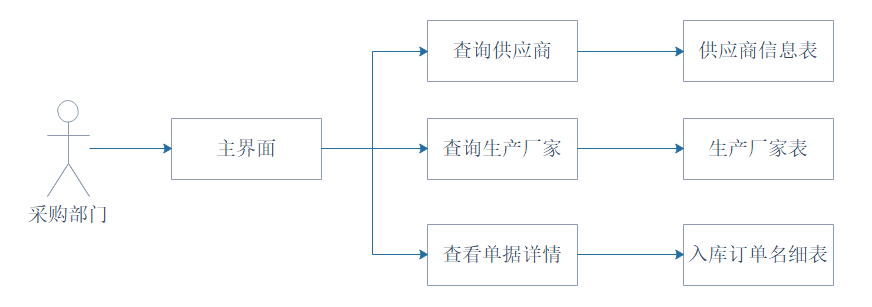 查询供应商
供应商信息表
主界面
查询生产厂家
生产厂家表
采购部门
查看单据详情
入库订单名细表